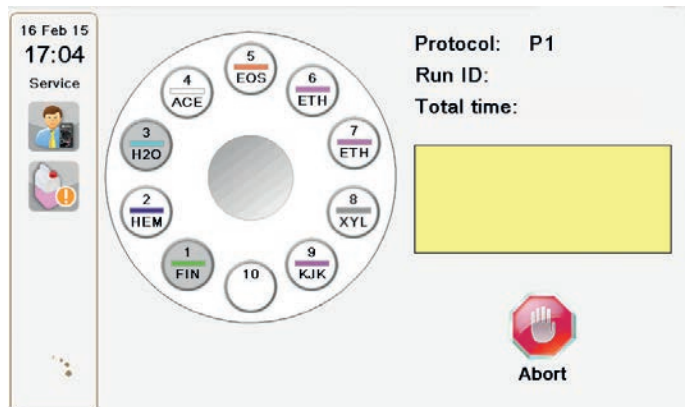 16 Feb 15
17:04
Service
5
EOS
4
ACE
6
ETH
3
H2O
7
ETH
2
HEM
8
XYL
1
FIN
10
9
KJK
Protocol: P1
Run ID:
Total time:
Abort